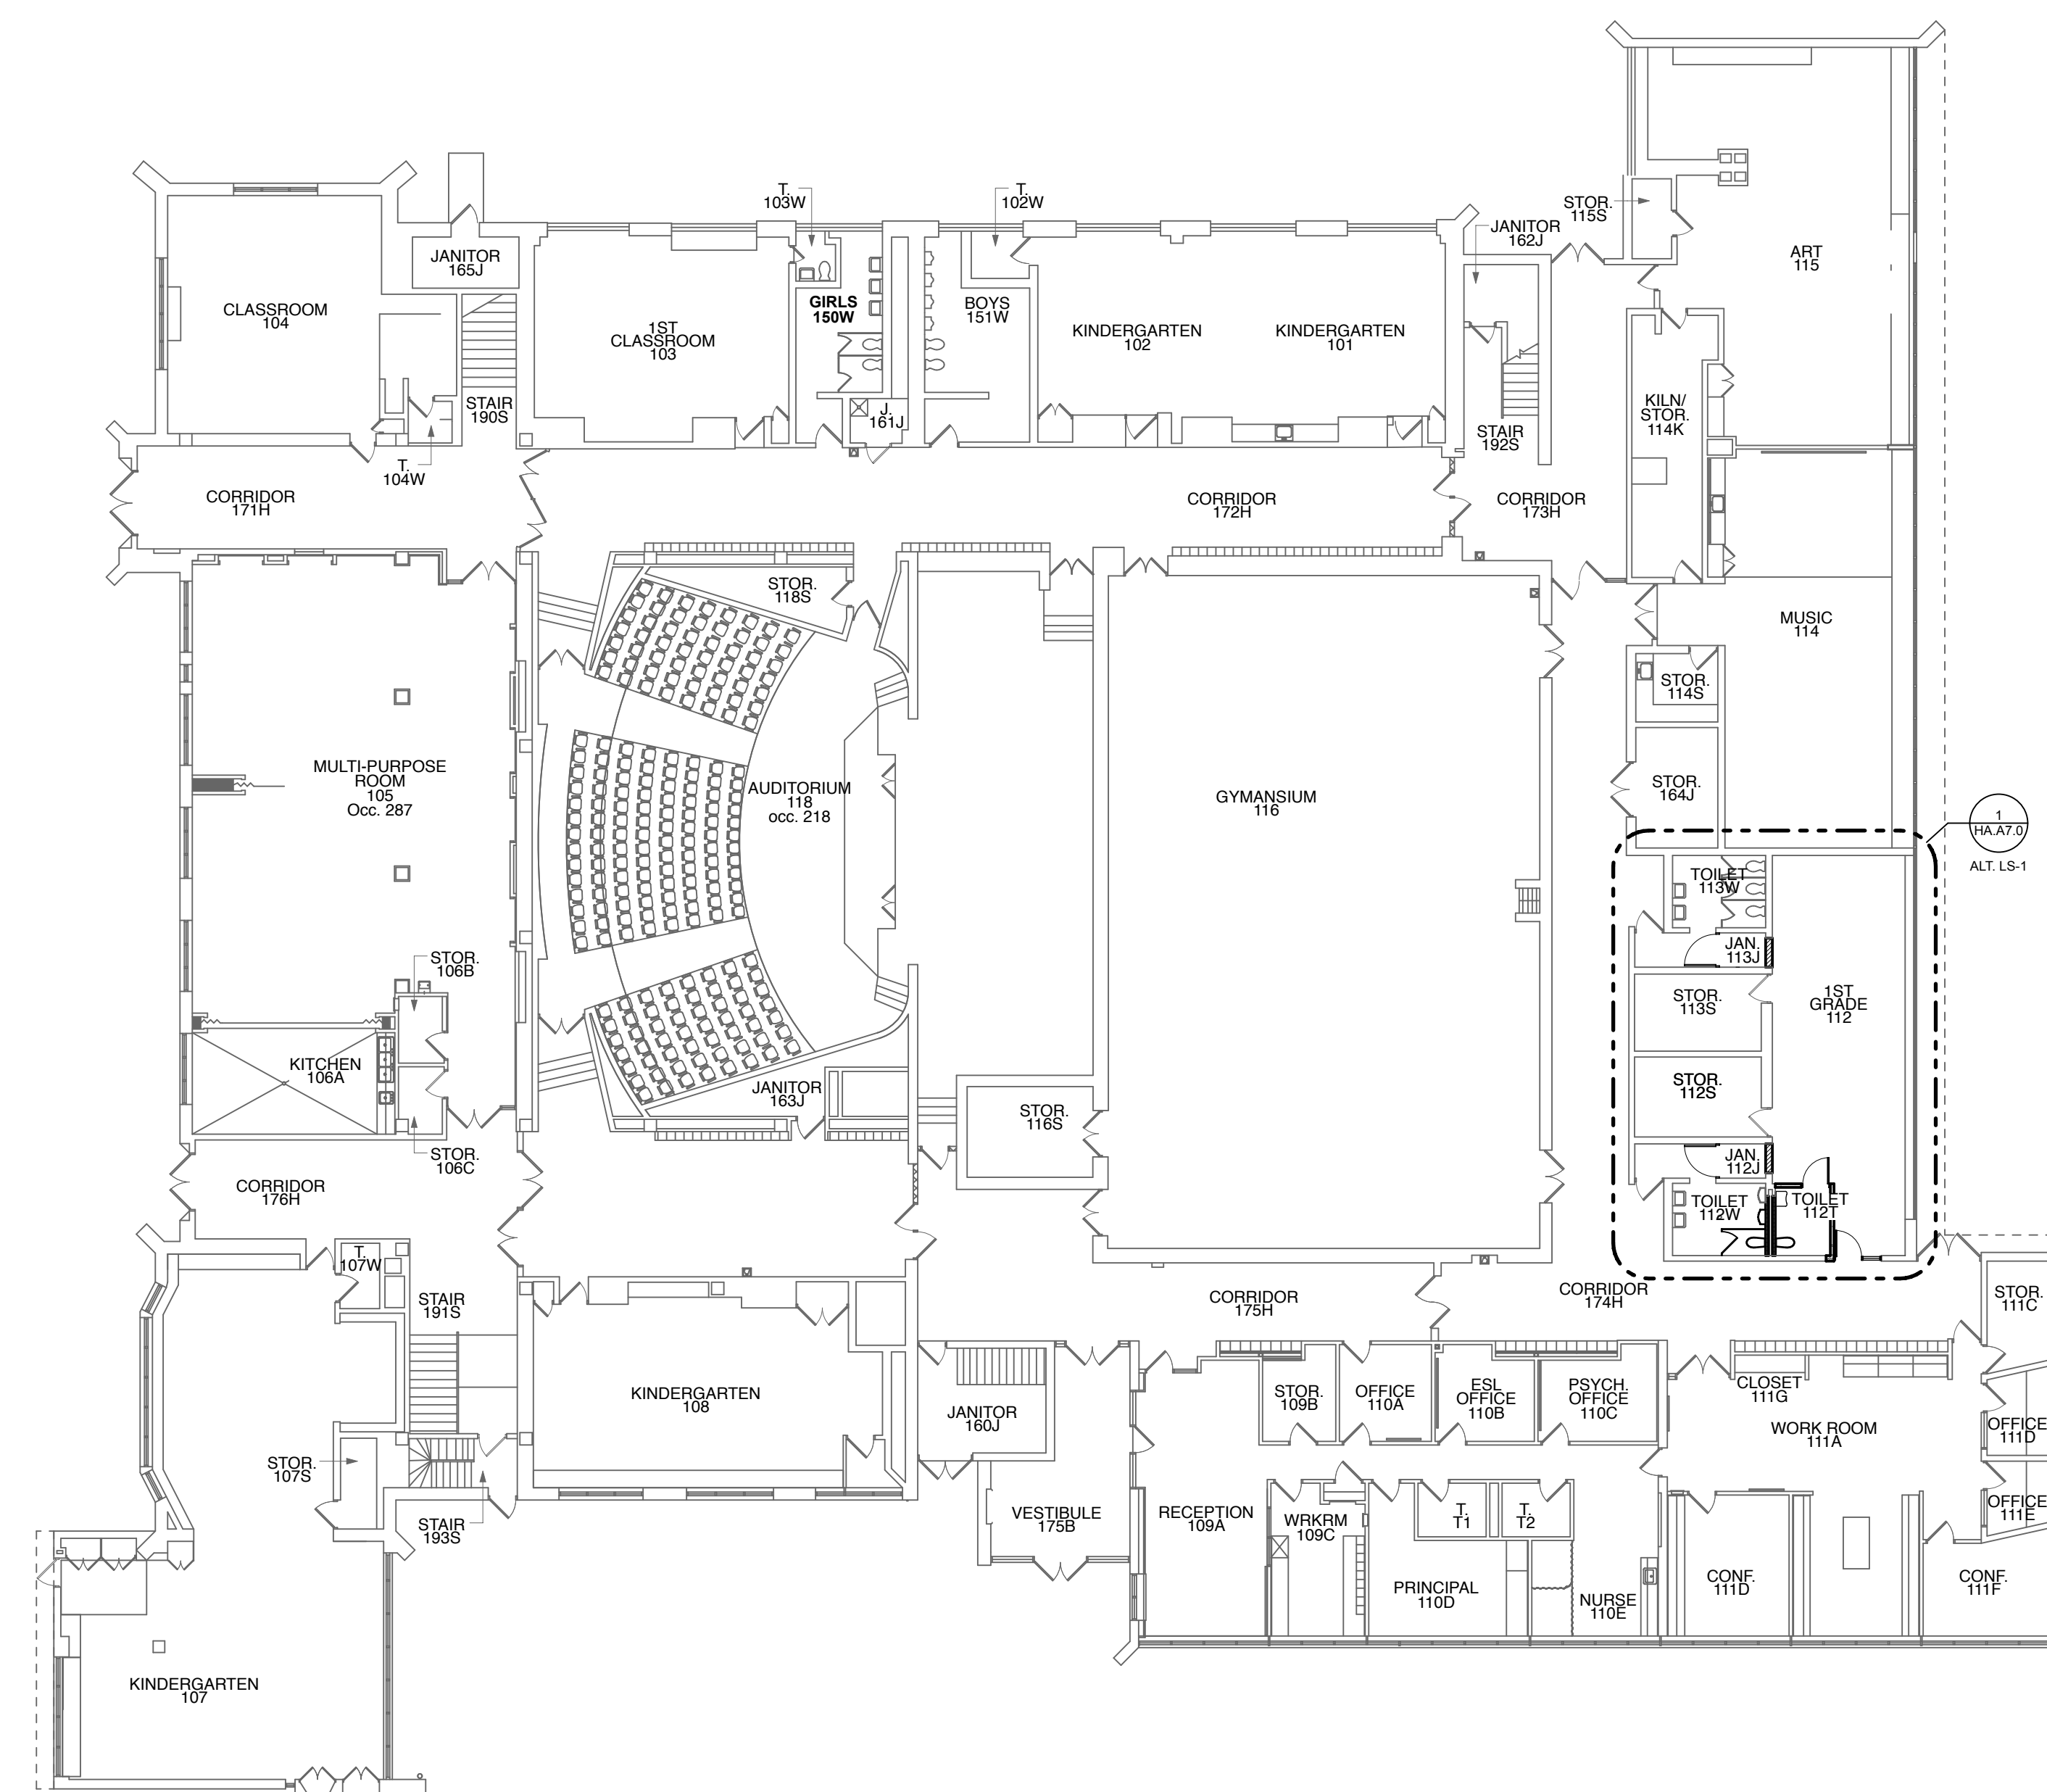 T.
103W
T.
102W
STOR.
115S
JANITOR
162J
JANITOR
165J
ART
115
CLASSROOM
104
GIRLS
150W
BOYS
151W
1ST
CLASSROOM
103
KINDERGARTEN
102
KINDERGARTEN
101
STAIR
190S
J.
161J
STAIR
192S
KILN/
STOR.
114K
T.
104W
CORRIDOR
171H
CORRIDOR
172H
CORRIDOR
173H
STOR.
118S
MUSIC
114
STOR.
114S
MULTI-PURPOSE
ROOM
105
Occ. 287
AUDITORIUM
118
occ. 218
GYMANSIUM
116
STOR.
164J
1
HA.A7.0
ALT. LS-1
TOILET
113W
JAN.
113J
STOR.
106B
STOR.
113S
1ST
GRADE
112
KITCHEN
106A
JANITOR
163J
STOR.
116S
STOR.
112S
STOR.
106C
JAN.
112J
CORRIDOR
176H
TOILET
112W
TOILET
112T
T.
107W
STAIR
191S
CORRIDOR
175H
CORRIDOR
174H
STOR.
111C
KINDERGARTEN
108
JANITOR
160J
STOR.
109B
OFFICE
110A
ESL
OFFICE
110B
PSYCH.
OFFICE
110C
CLOSET
111G
WORK ROOM
111A
OFFICE
111D
STOR.
107S
STAIR
193S
VESTIBULE
175B
RECEPTION
109A
WRKRM
109C
T.
T1
T.
T2
OFFICE
111E
PRINCIPAL
110D
NURSE
110E
CONF.
111D
CONF.
111F
KINDERGARTEN
107